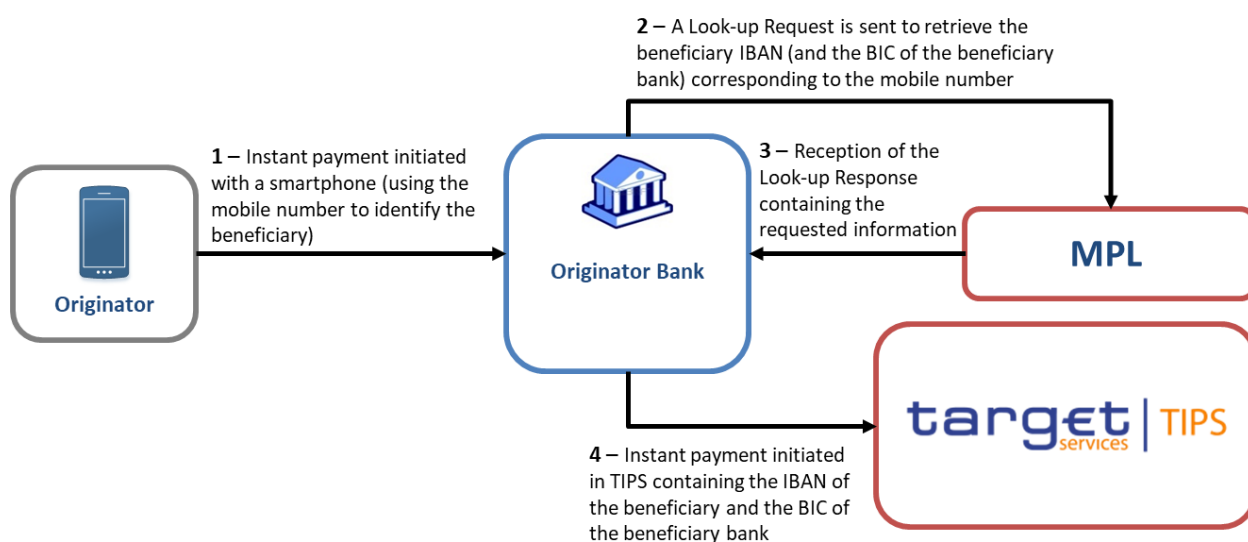 2 – A Look-up Request is sent to retrieve the
beneficiary IBAN (and the BIC of the beneficiary
bank) corresponding to the mobile number
1 – Instant payment initiated
with a smartphone (using the
mobile number to identify the
beneficiary)
3 – Reception of the
Look-up Response
containing the
requested information
Originator
Originator Bank
MPL
target
services
TIPS
4 – Instant payment initiated
in TIPS containing the IBAN of
the beneficiary and the BIC of
the beneficiary bank